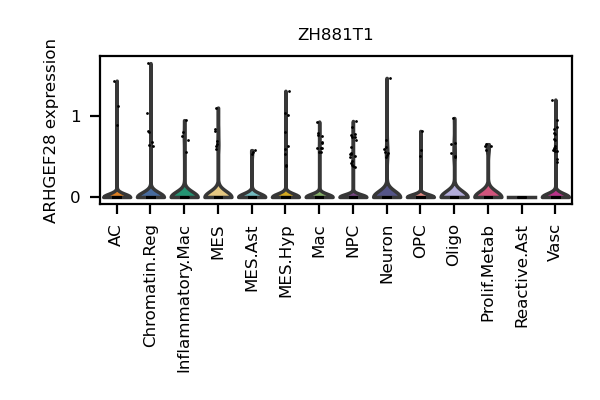 ZH881T1
ARHGEF28 expression
1
0
AC
Chromatin.Reg
Inflammatory.Mac
MES
MES.Ast
MES.Hyp
Mac
NPC
Neuron
OPC
Oligo
Prolif.Metab
Reactive.Ast
Vasc